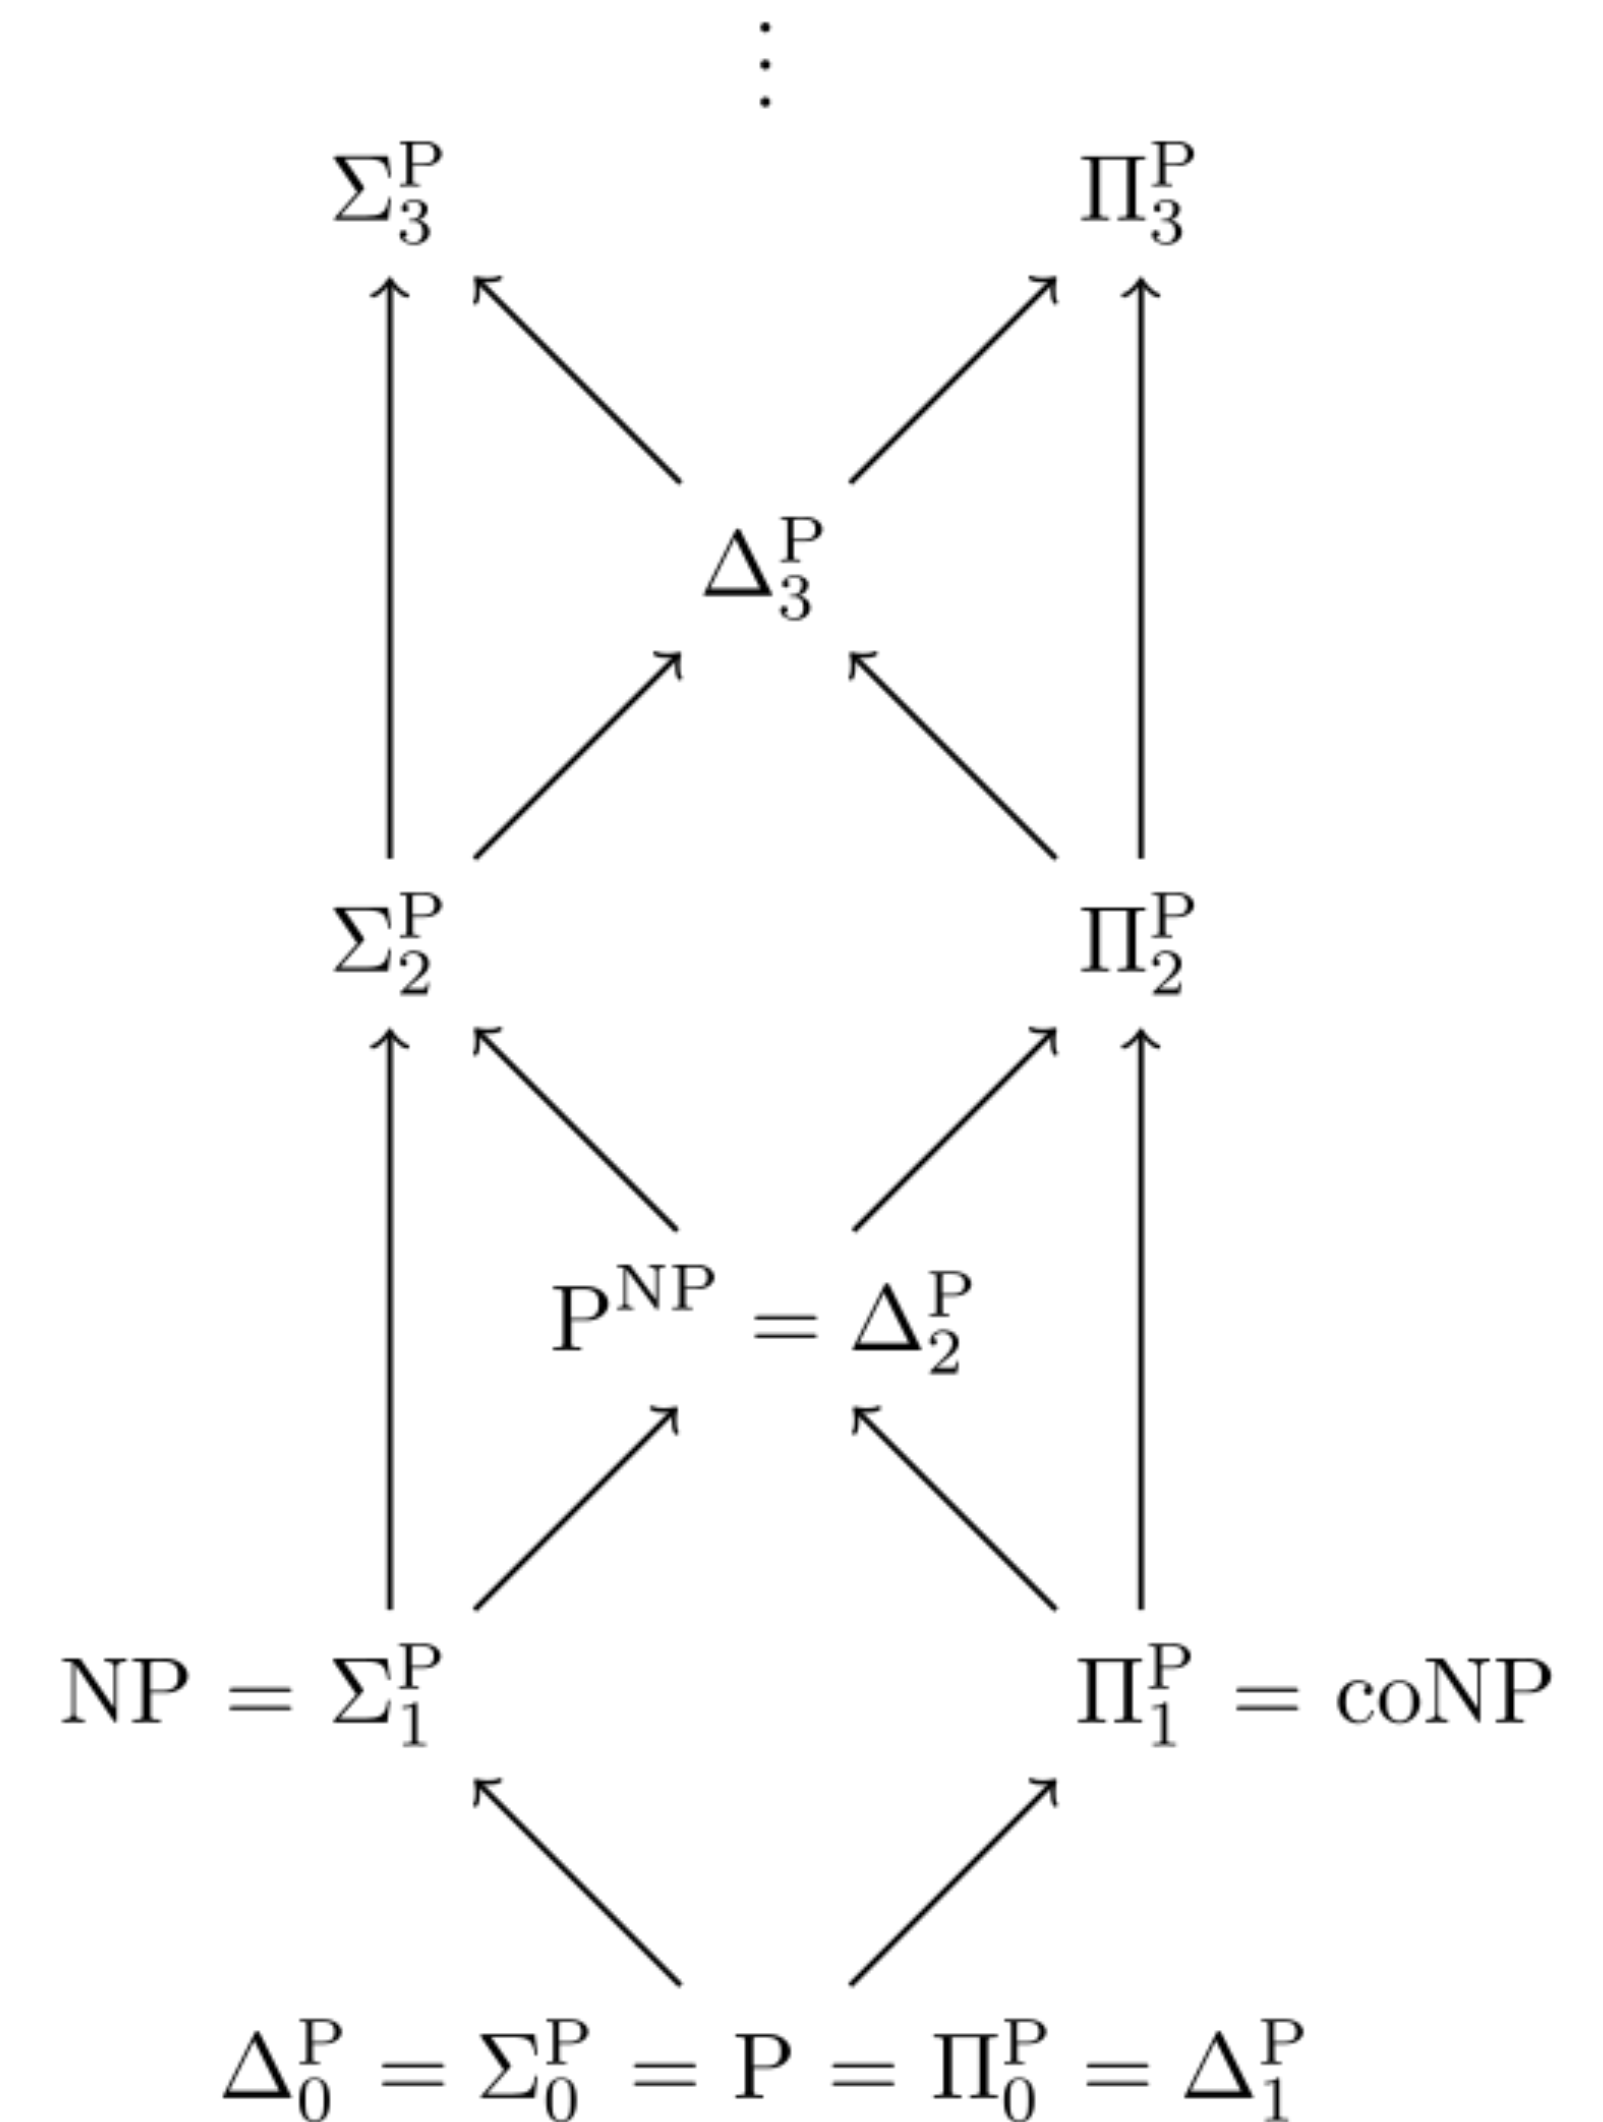 ⋮
Σ₃ᴾ Π₃ᴾ
Δ₃ᴾ
Σ₂ᴾ Π₂ᴾ
Pᴺᴾ = Δ₂ᴾ
NP = Σ₁ᴾ Π₁ᴾ = coNP
Δ₀ᴾ = Σ₀ᴾ = P = Π₀ᴾ = Δ₁ᴾ